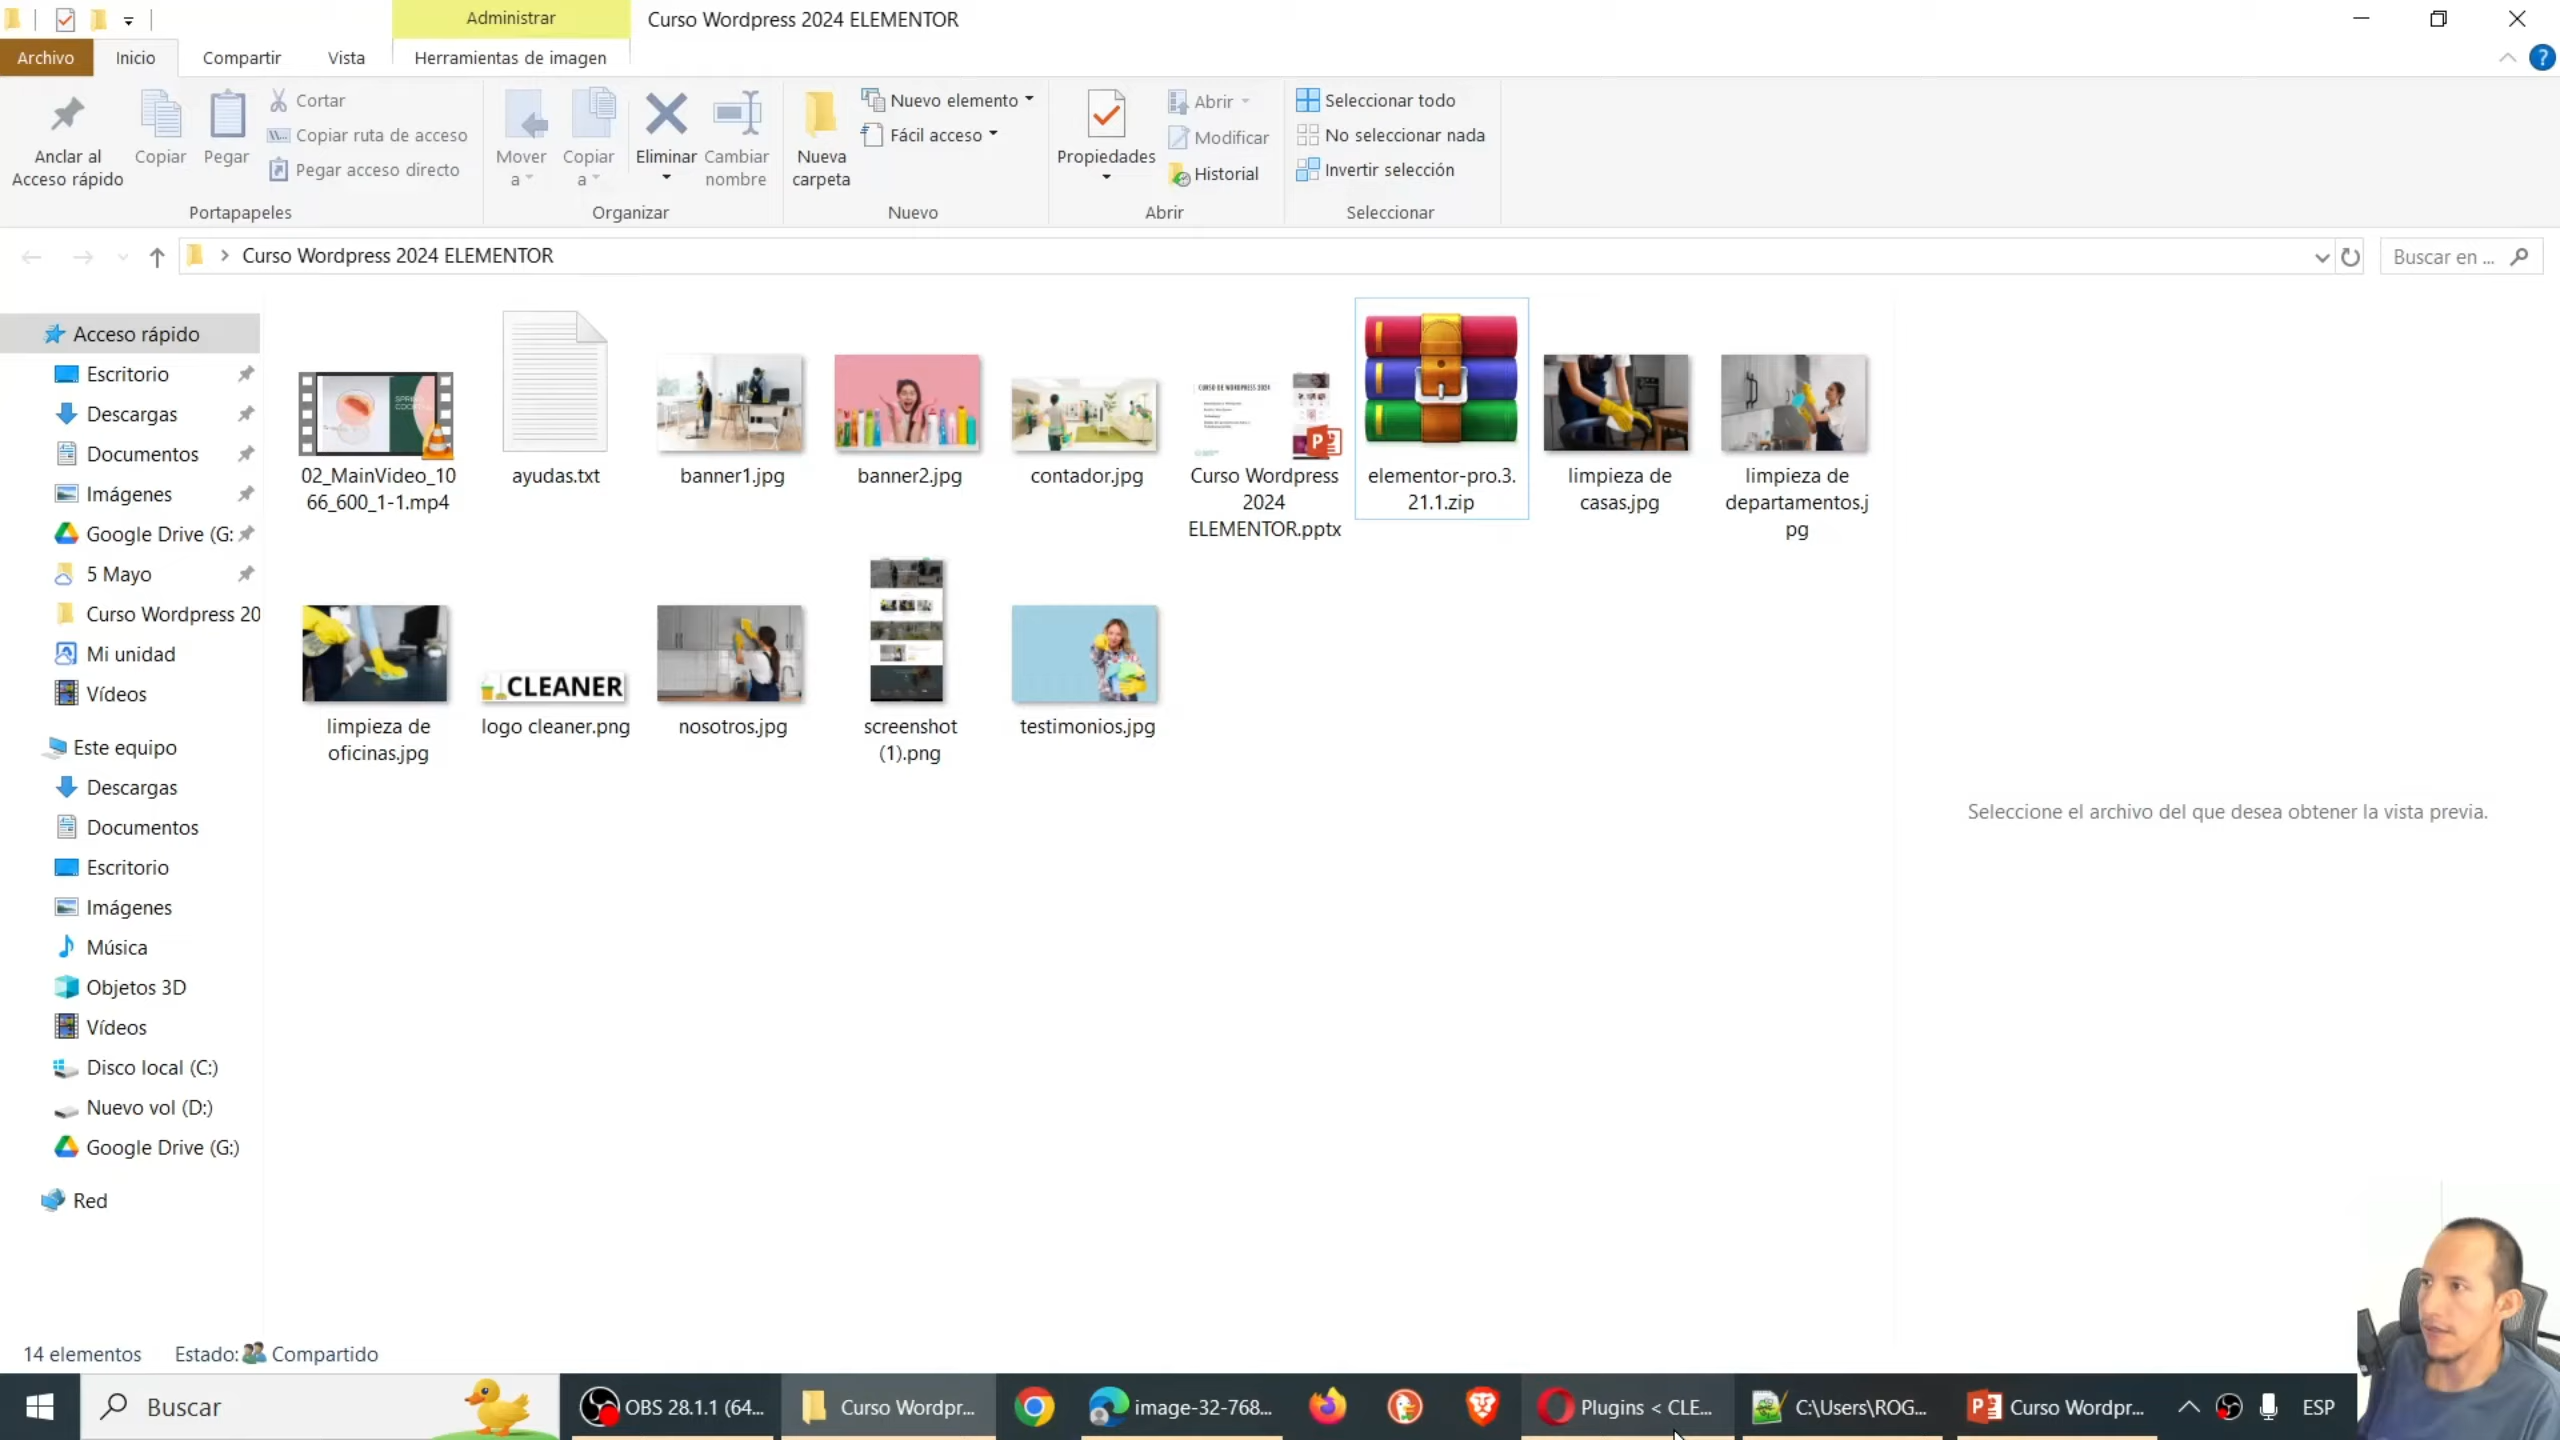 Administrar
Curso Wordpress 2024 ELEMENTOR
Archivo
Inicio
Compartir
Vista
Herramientas de imagen
Anclar al
Acceso rápido
Copiar
Pegar
Cortar
Copiar ruta de acceso
Pegar acceso directo
Portapapeles
Mover
a
Copiar
a
Eliminar
Cambiar
nombre
Organizar
Nueva
carpeta
Nuevo elemento
Fácil acceso
Nuevo
Propiedades
Abrir
Modificar
Historial
Abrir
Seleccionar todo
No seleccionar nada
Invertir selección
Seleccionar
Curso Wordpress 2024 ELEMENTOR
Buscar en ...
Acceso rápido
Escritorio
Descargas
Documentos
Imágenes
Google Drive (G:
5 Mayo
Curso Wordpress 20
Mi unidad
Vídeos
Este equipo
Descargas
Documentos
Escritorio
Imágenes
Música
Objetos 3D
Vídeos
Disco local (C:)
Nuevo vol (D:)
Google Drive (G:)
Red
02_MainVideo_10
66_600_1-1.mp4
ayudas.txt
banner1.jpg
banner2.jpg
contador.jpg
CURSO DE WORDPRESS 2024
Curso Wordpress
2024
ELEMENTOR.pptx
elementor-pro.3.
21.1.zip
limpieza de
casas.jpg
limpieza de
departamentos.j
pg
limpieza de
oficinas.jpg
CLEANER
logo cleaner.png
nosotros.jpg
screenshot
(1).png
testimonios.jpg
Seleccione el archivo del que desea obtener la vista previa.
14 elementos
Estado:
Compartido
Buscar
OBS 28.1.1 (64...
Curso Wordpr...
image-32-768...
Plugins < CLE...
C:\Users\ROG...
Curso Wordpr...
ESP